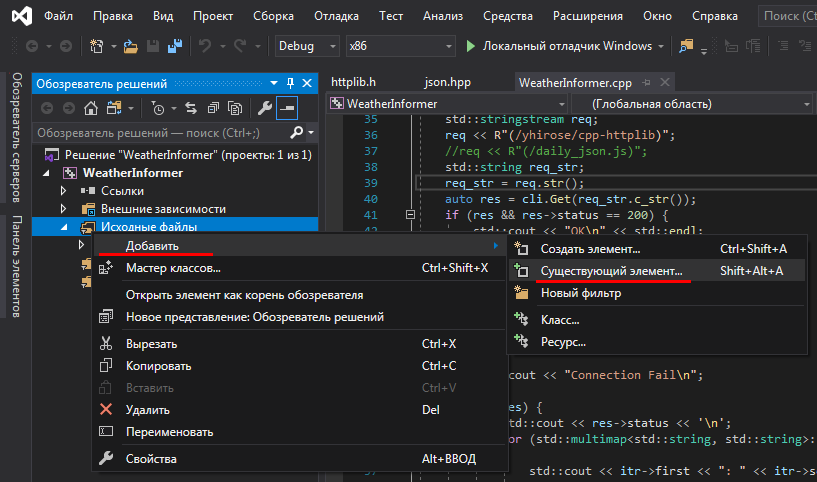 Файл Правка Вид Проект Сборка Отладка Тест Анализ Средства Расширения Окно Справка Поиск (Ctrl+
Debug x86 Локальный отладчик Windows
Обозреватель серверов
Панель элементов
Обозреватель решений
Обозреватель решений — поиск (Ctrl+;)
Решение "WeatherInformer" (проекты: 1 из 1)
WeatherInformer
Ссылки
Внешние зависимости
Исходные файлы
httplib.h json.hpp WeatherInformer.cpp
WeatherInformer (Глобальная область)
35 std::stringstream req;
36 req << R"(/yhirose/cpp-httplib)";
37 //req << R"(/daily_json.js)";
38 std::string req_str;
39 req_str = req.str();
40 auto res = cli.Get(req_str.c_str());
41 if (res && res->status == 200) {
42 std::cout << "OK\n" << std::endl;
Добавить
Мастер классов... Ctrl+Shift+X
Открыть элемент как корень обозревателя
Новое представление: Обозреватель решений
Вырезать Ctrl+X
Копировать Ctrl+C
Вставить Ctrl+V
Удалить Del
Переименовать
Свойства Alt+ВВОД
Создать элемент... Ctrl+Shift+A
Существующий элемент... Shift+Alt+A
Новый фильтр
Класс...
Ресурс...
cout << "Connection Fail\n";
es) {
td::cout << res->status << '\n';
or (std::multimap<std::string, std::string>:
std::cout << itr->first << ": " << itr->s